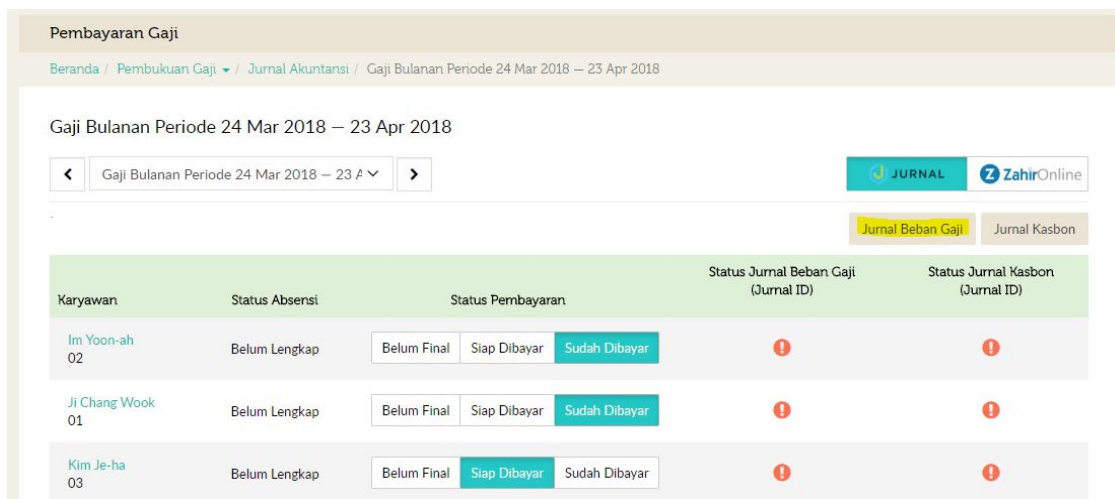 Pembayaran Gaji
Beranda / Pembukuan Gaji / Jurnal Akuntansi / Gaji Bulanan Periode 24 Mar 2018 — 23 Apr 2018
Gaji Bulanan Periode 24 Mar 2018 — 23 Apr 2018
Gaji Bulanan Periode 24 Mar 2018 — 23 A
JURNAL ZahirOnline
Jurnal Beban Gaji Jurnal Kasbon
Karyawan Status Absensi Status Pembayaran Status Jurnal Beban Gaji (Jurnal ID) Status Jurnal Kasbon (Jurnal ID)
Im Yoon-ah
02 Belum Lengkap Belum Final Siap Dibayar Sudah Dibayar
Ji Chang Wook
01 Belum Lengkap Belum Final Siap Dibayar Sudah Dibayar
Kim Je-ha
03 Belum Lengkap Belum Final Siap Dibayar Sudah Dibayar